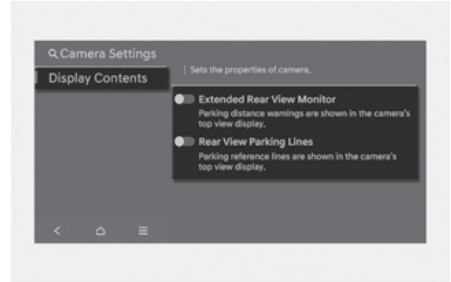 Camera Settings
Display Contents
Sets the properties of camera.
Extended Rear View Monitor
Parking distance warnings are shown in the camera's
top view display.
Rear View Parking Lines
Parking reference lines are shown in the camera's
top view display.